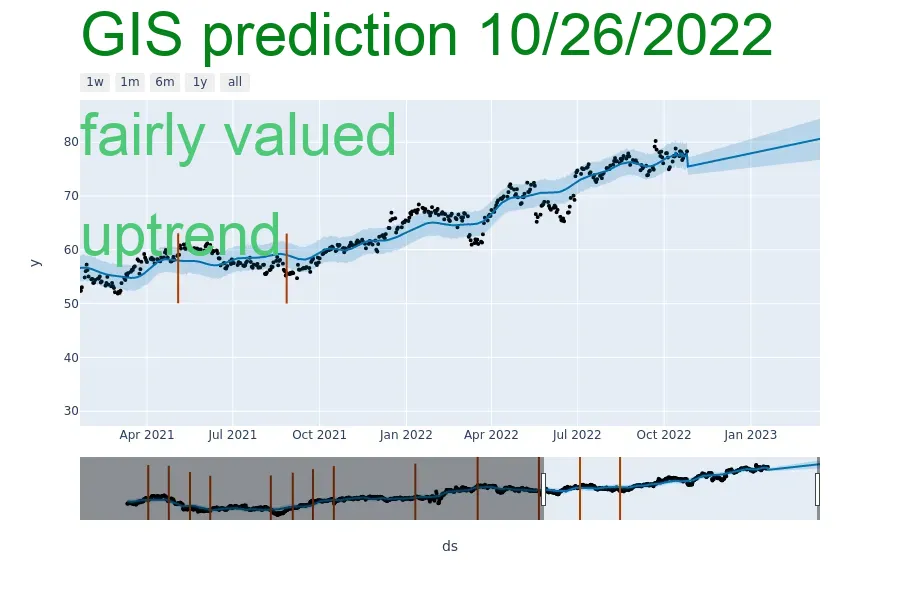 GIS prediction 10/26/2022
1w 1m 6m 1y all
fairly valued
uptrend
80
70
60
50
40
30
y
Apr 2021 Jul 2021 Oct 2021 Jan 2022 Apr 2022 Jul 2022 Oct 2022 Jan 2023
ds